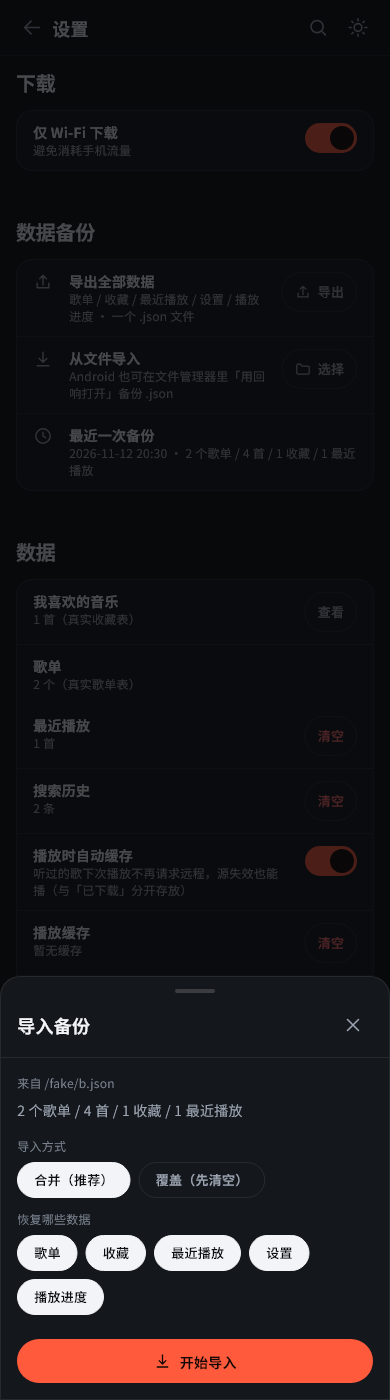 设置
下载
仅 Wi-Fi 下载
避免消耗手机流量
数据备份
导出全部数据
歌单 / 收藏 / 最近播放 / 设置 / 播放
进度 · 一个 .json 文件
导出
从文件导入
Android 也可在文件管理器里「用回
响打开」备份 .json
选择
最近一次备份
2026-11-12 20:30 · 2 个歌单 / 4 首 / 1 收藏 / 1 最近
播放
数据
我喜欢的音乐
1 首（真实收藏表）
查看
歌单
2 个（真实歌单表）
最近播放
1 首
清空
搜索历史
2 条
清空
播放时自动缓存
听过的歌下次播放不再请求远程，源失效也能
播（与「已下载」分开存放）
播放缓存
暂无缓存
清空
导入备份
来自 /fake/b.json
2 个歌单 / 4 首 / 1 收藏 / 1 最近播放
导入方式
合并（推荐）
覆盖（先清空）
恢复哪些数据
歌单
收藏
最近播放
设置
播放进度
开始导入